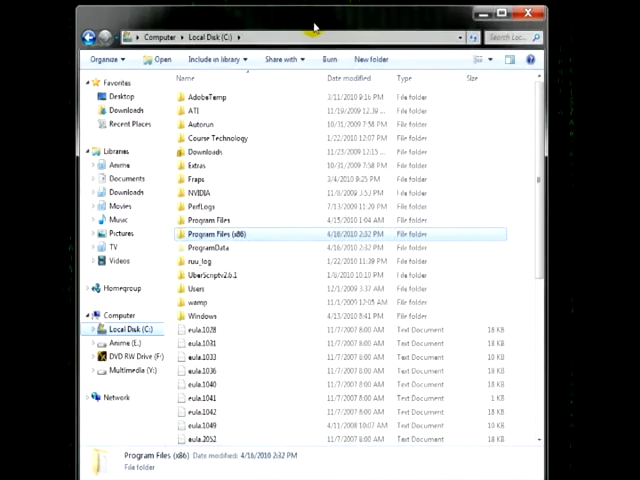 Computer ▸ Local Disk (C:) ▸ Search Loc...
Organize Open Include in library Share with Burn New folder
Name Date modified Type Size
Favorites
Desktop
Downloads
Recent Places
Libraries
Anime
Documents
Downloads
Movies
Music
Pictures
TV
Videos
Homegroup
Computer
Local Disk (C:)
Anime (E:)
DVD RW Drive (F:)
Multimedia (Y:)
Network
AdobeTemp 3/11/2010 9:16 PM File folder
ATI 11/19/2009 12:39 ... File folder
Autorun 10/31/2009 7:58 PM File folder
Course Technology 1/22/2010 12:07 PM File folder
Downloads 11/23/2009 12:15 ... File folder
Extras 10/31/2009 7:58 PM File folder
Fraps 3/4/2010 9:25 PM File folder
NVIDIA 11/8/2009 3:53 PM File folder
PerfLogs 7/13/2009 11:20 PM File folder
Program Files 4/15/2010 1:04 AM File folder
Program Files (x86) 4/16/2010 2:32 PM File folder
ProgramData 4/16/2010 2:32 PM File folder
ruu_log 1/22/2010 11:39 PM File folder
UberScriptv2.6.1 1/8/2010 10:10 PM File folder
Users 12/1/2009 3:37 AM File folder
wamp 11/1/2009 12:05 AM File folder
Windows 4/13/2010 8:41 PM File folder
eula.1028 11/7/2007 8:00 AM Text Document 18 KB
eula.1031 11/7/2007 8:00 AM Text Document 18 KB
eula.1033 11/7/2007 8:00 AM Text Document 10 KB
eula.1036 11/7/2007 8:00 AM Text Document 18 KB
eula.1040 11/7/2007 8:00 AM Text Document 18 KB
eula.1041 11/7/2007 8:00 AM Text Document 1 KB
eula.1042 11/7/2007 8:00 AM Text Document 18 KB
eula.1049 4/11/2008 10:07 AM Text Document 18 KB
eula.2052 11/7/2007 8:00 AM Text Document 18 KB
Program Files (x86) Date modified: 4/16/2010 2:32 PM
File folder